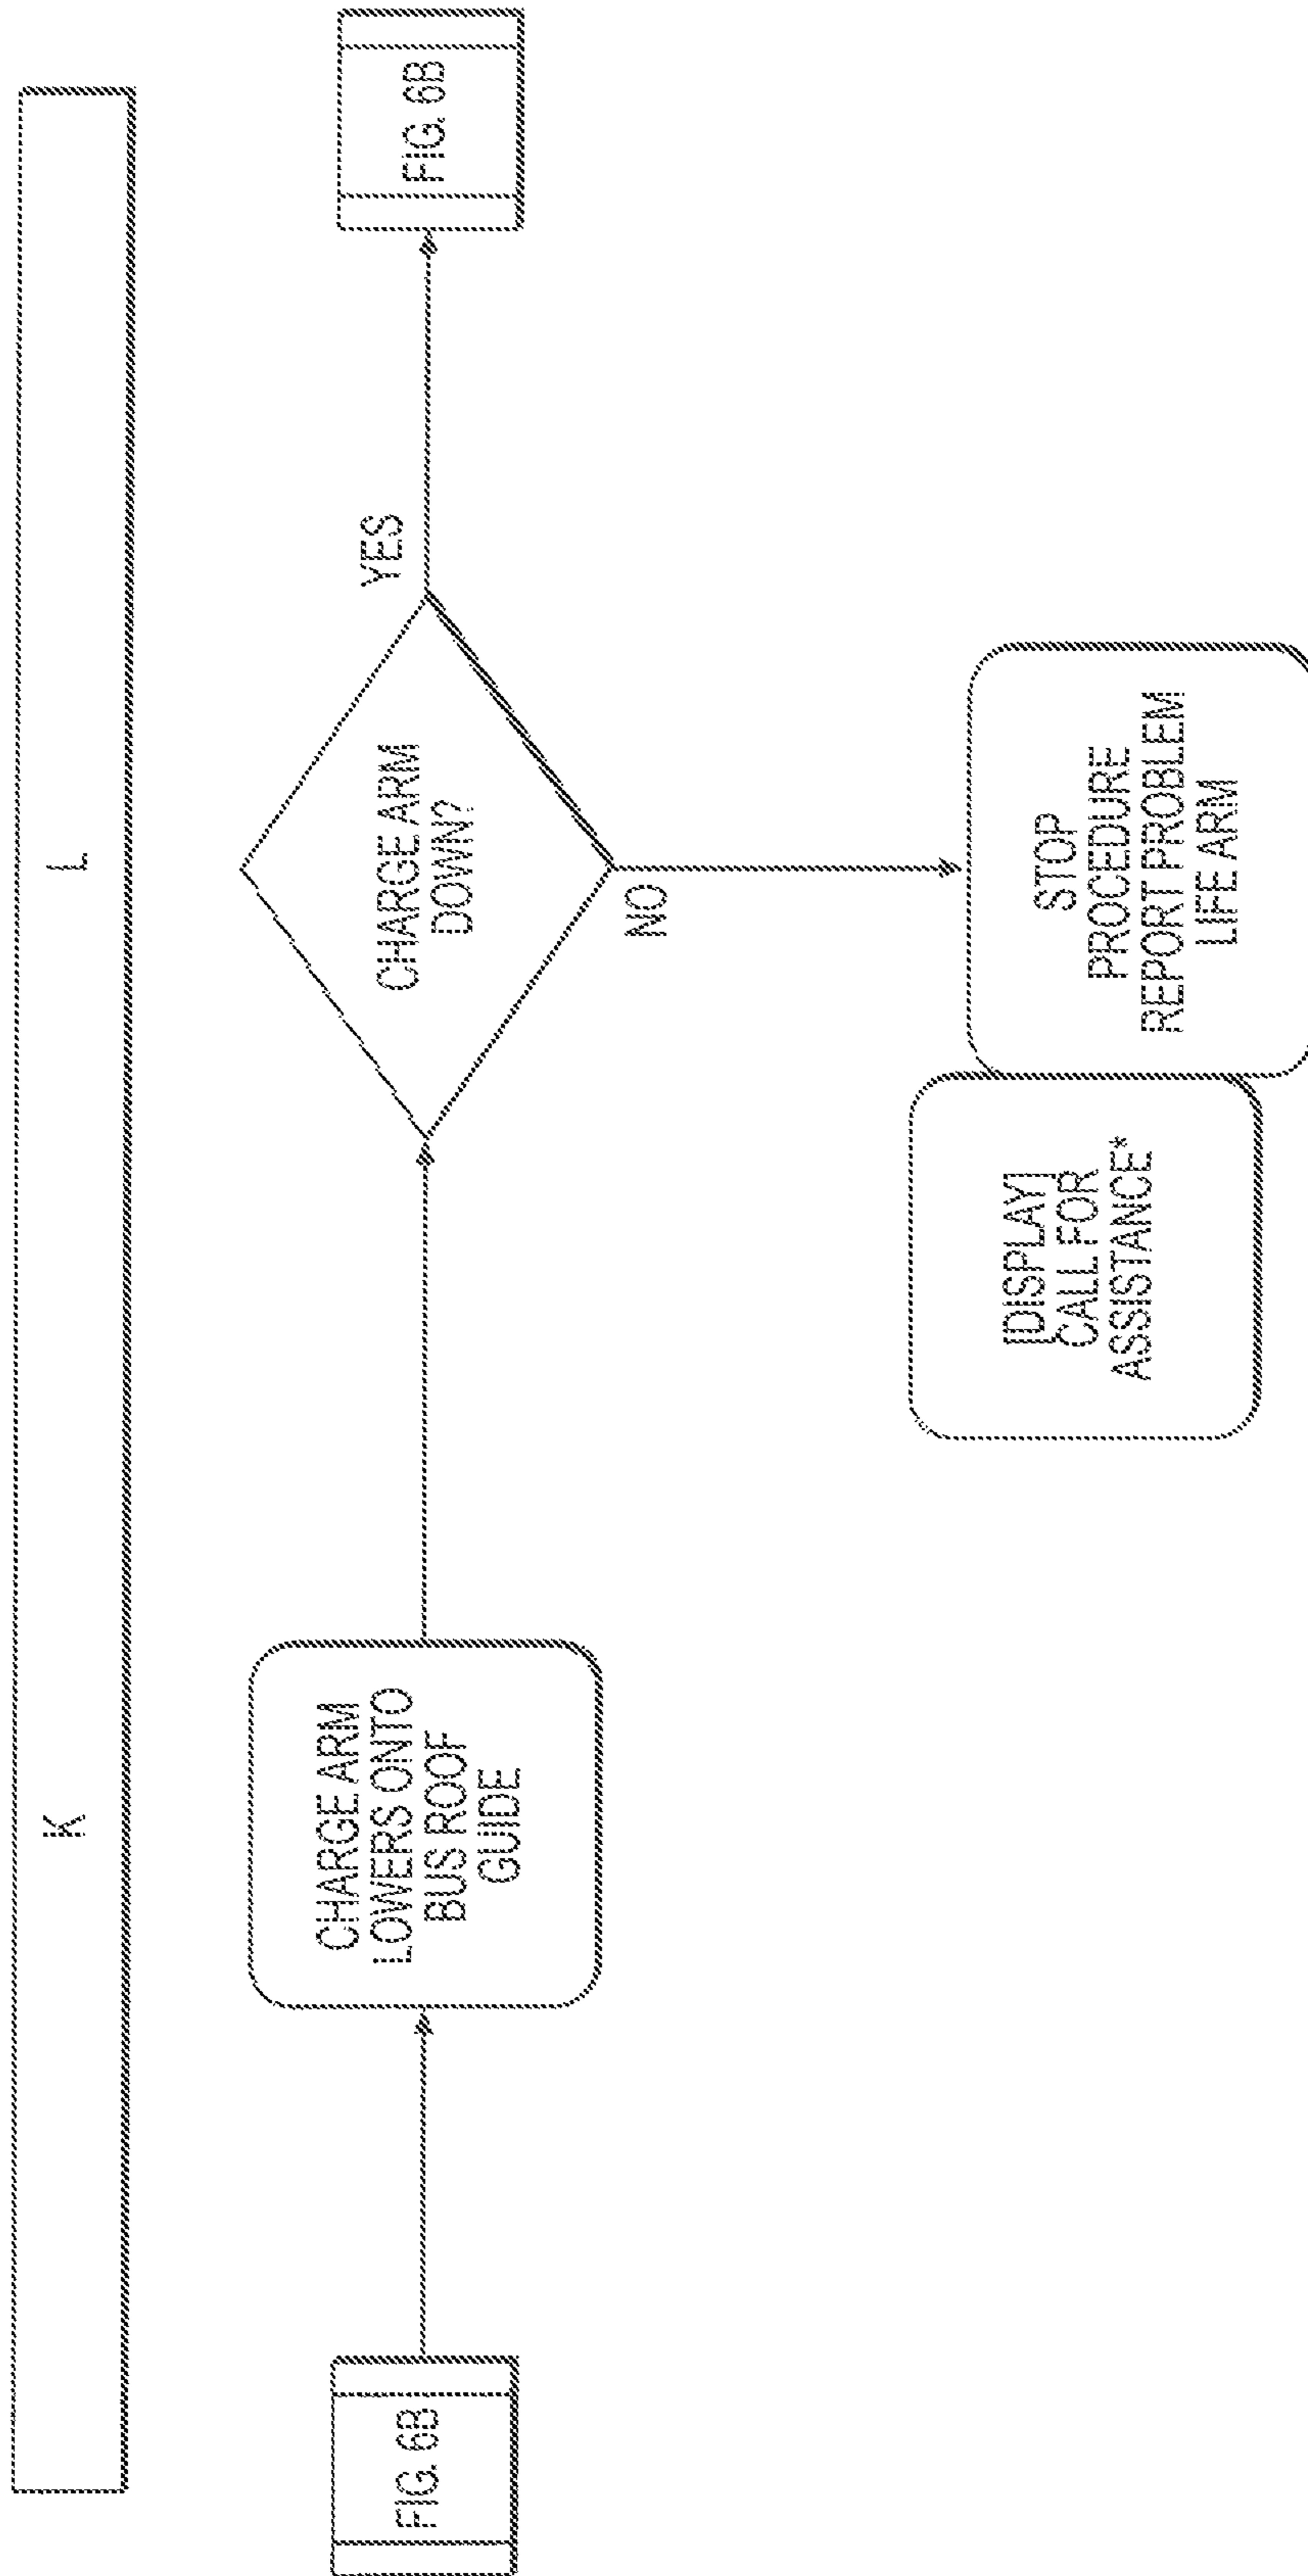 K
L
FIG. 6B
CHARGE ARM
LOWERS ONTO
BUS ROOF
GUIDE
CHARGE ARM
DOWN?
YES
FIG. 6B
NO
[DISPLAY]
CALL FOR
ASSISTANCE*
STOP
PROCEDURE
REPORT PROBLEM
LIFE ARM